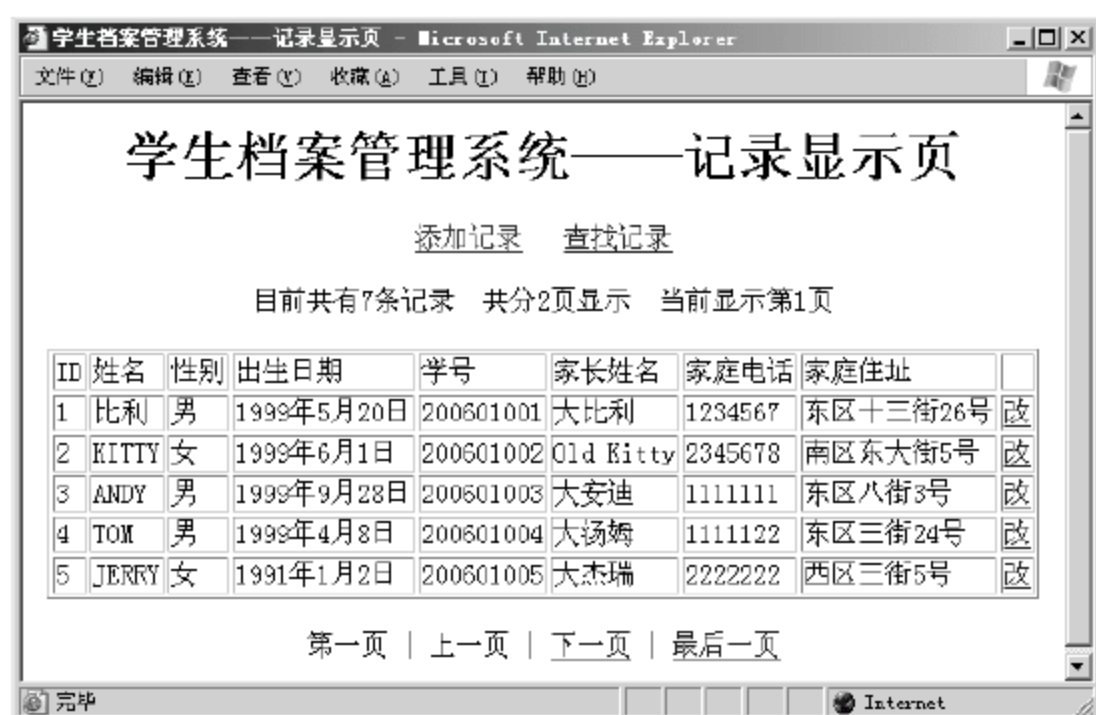 学生档案管理系统——记录显示页 - Microsoft Internet Explorer
文件(F) 编辑(E) 查看(V) 收藏(A) 工具(T) 帮助(H)
学生档案管理系统——记录显示页
添加记录 查找记录
目前共有7条记录 共分2页显示 当前显示第1页
ID 姓名 性别 出生日期 学号 家长姓名 家庭电话 家庭住址
1 比利 男 1999年5月20日 200601001 大比利 1234567 东区十三街26号 改
2 KITTY 女 1999年6月1日 200601002 Old Kitty 2345678 南区东大街5号 改
3 ANDY 男 1999年9月28日 200601003 大安迪 1111111 东区八街3号 改
4 TOM 男 1999年4月8日 200601004 大汤姆 1111122 东区三街24号 改
5 JERRY 女 1991年1月2日 200601005 大杰瑞 2222222 西区三街5号 改
第一页 | 上一页 | 下一页 | 最后一页
完毕 Internet